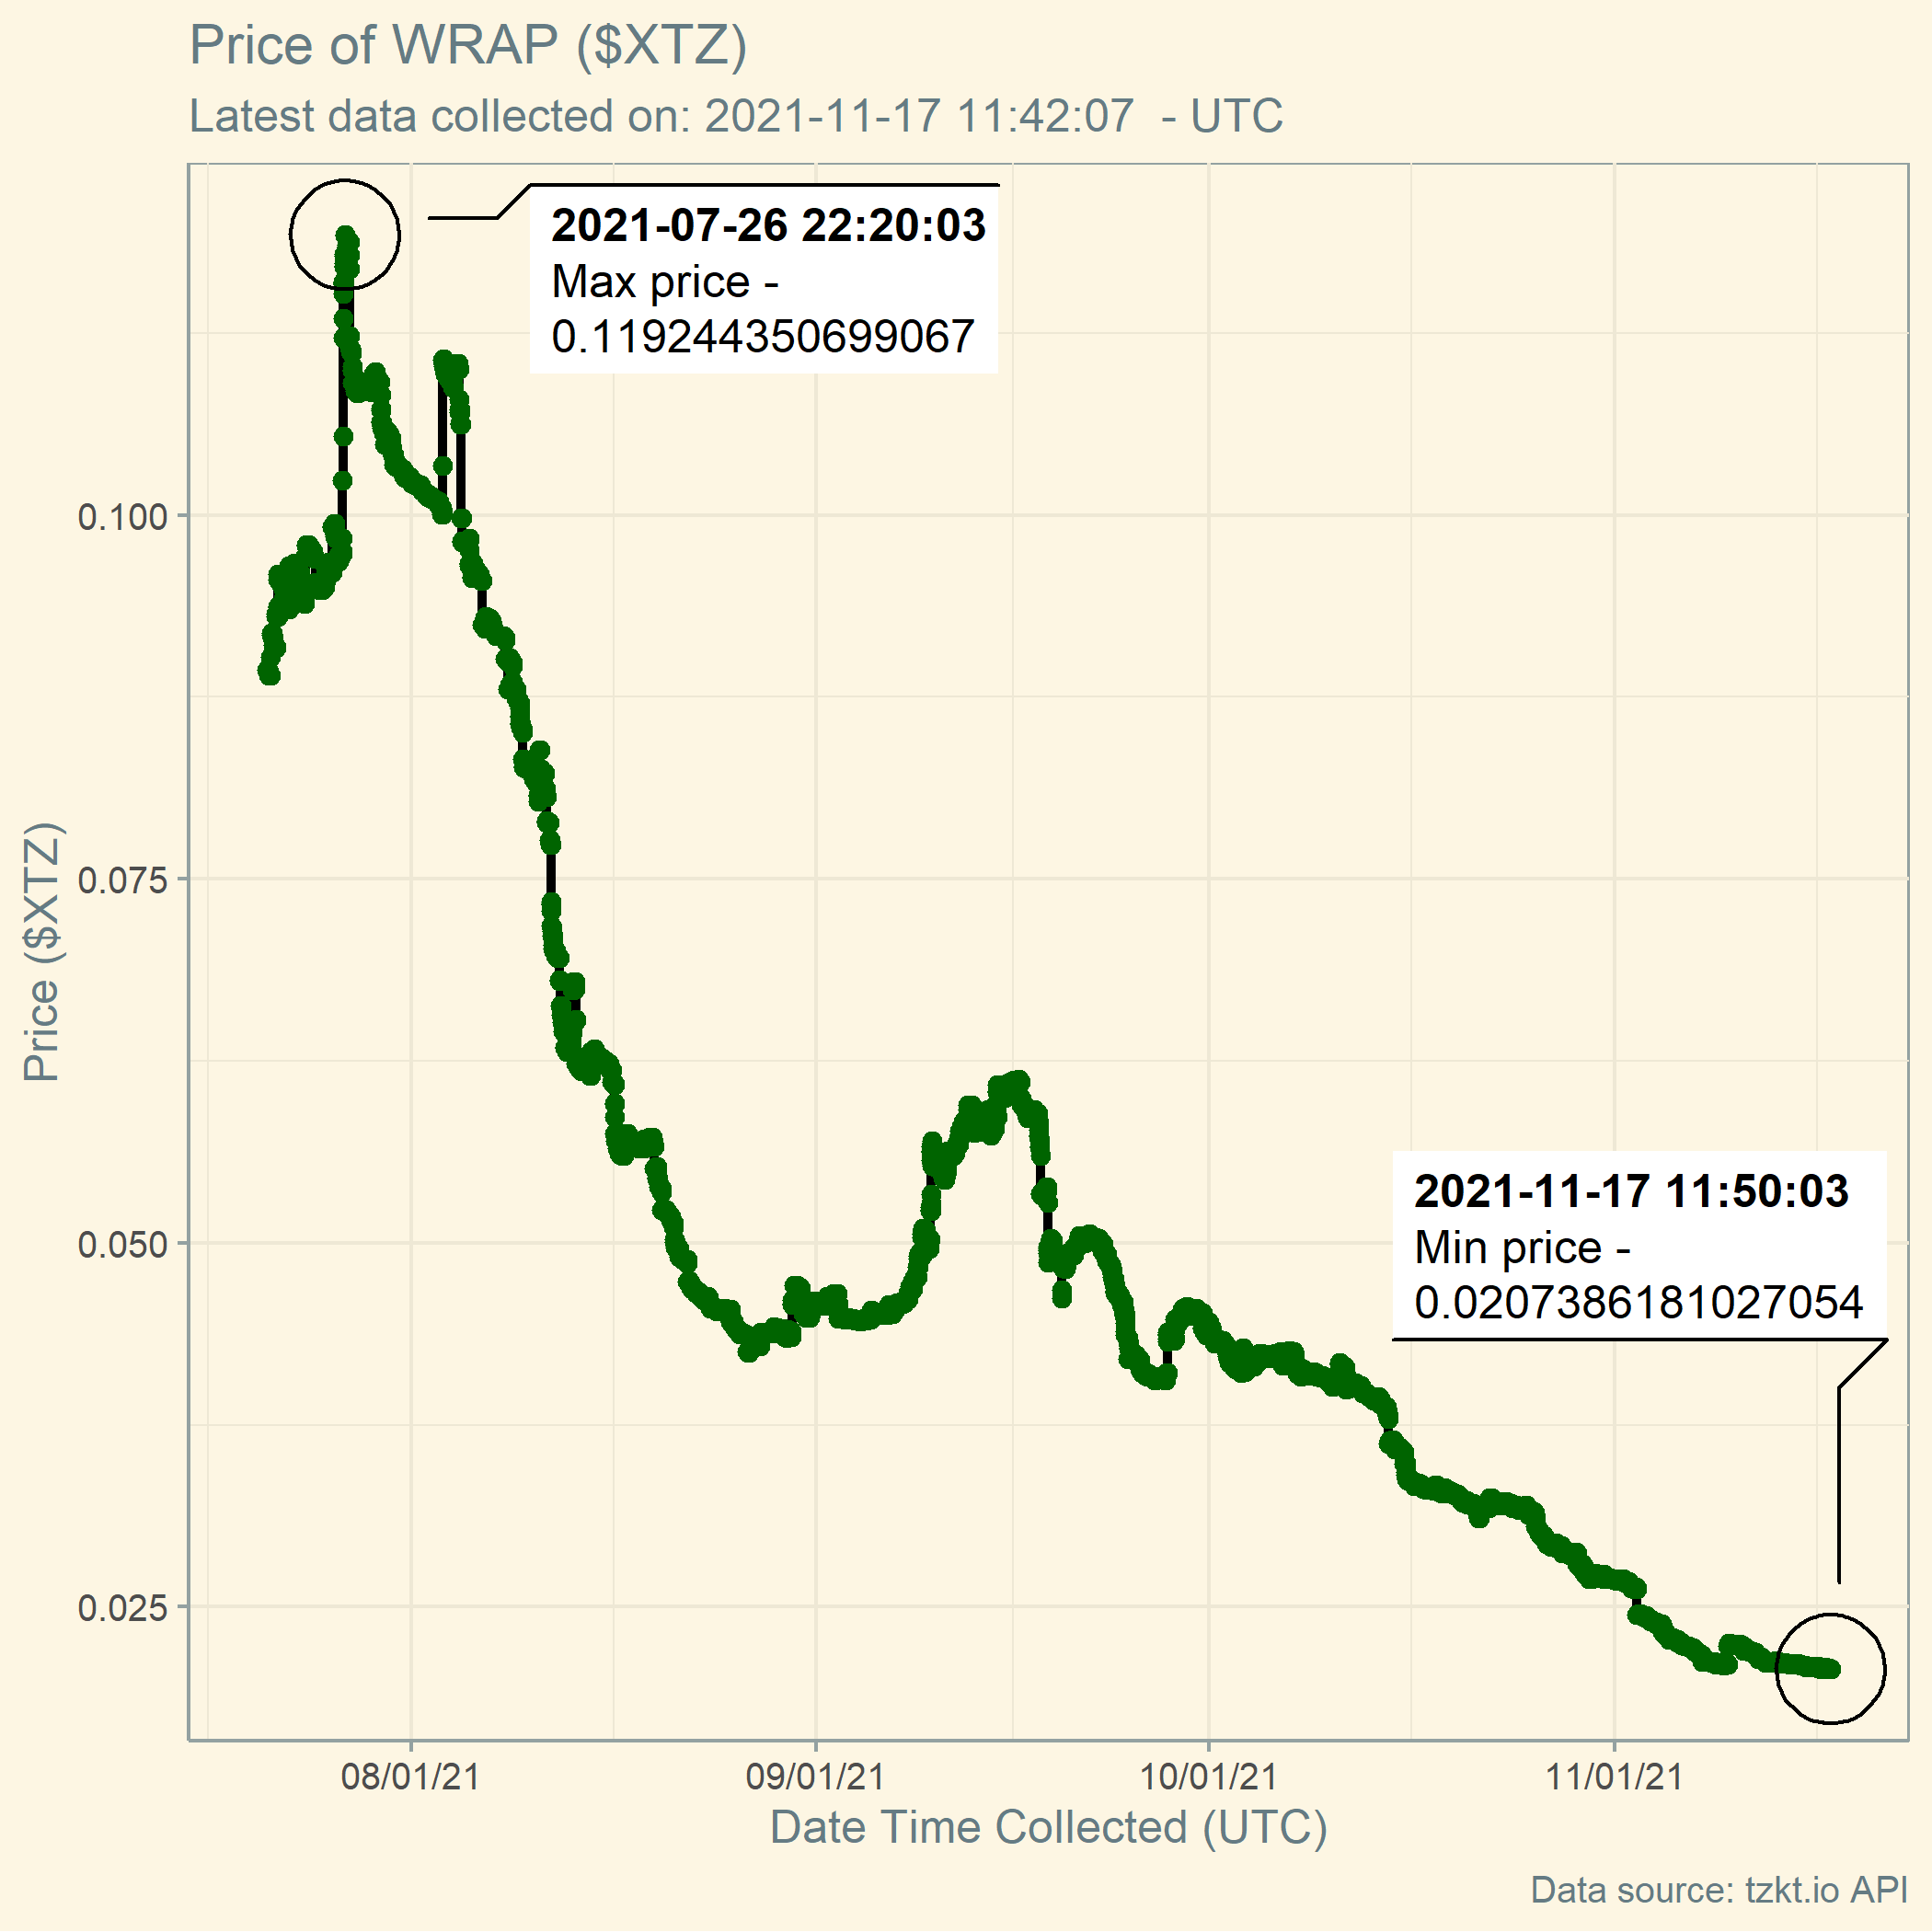 Price of WRAP ($XTZ)
Latest data collected on: 2021-11-17 11:42:07  - UTC
2021-07-26 22:20:03
Max price -
0.119244350699067
0.100
0.075
0.050
0.025
Price ($XTZ)
2021-11-17 11:50:03
Min price -
0.0207386181027054
08/01/21
09/01/21
10/01/21
11/01/21
Date Time Collected (UTC)
Data source: tzkt.io API